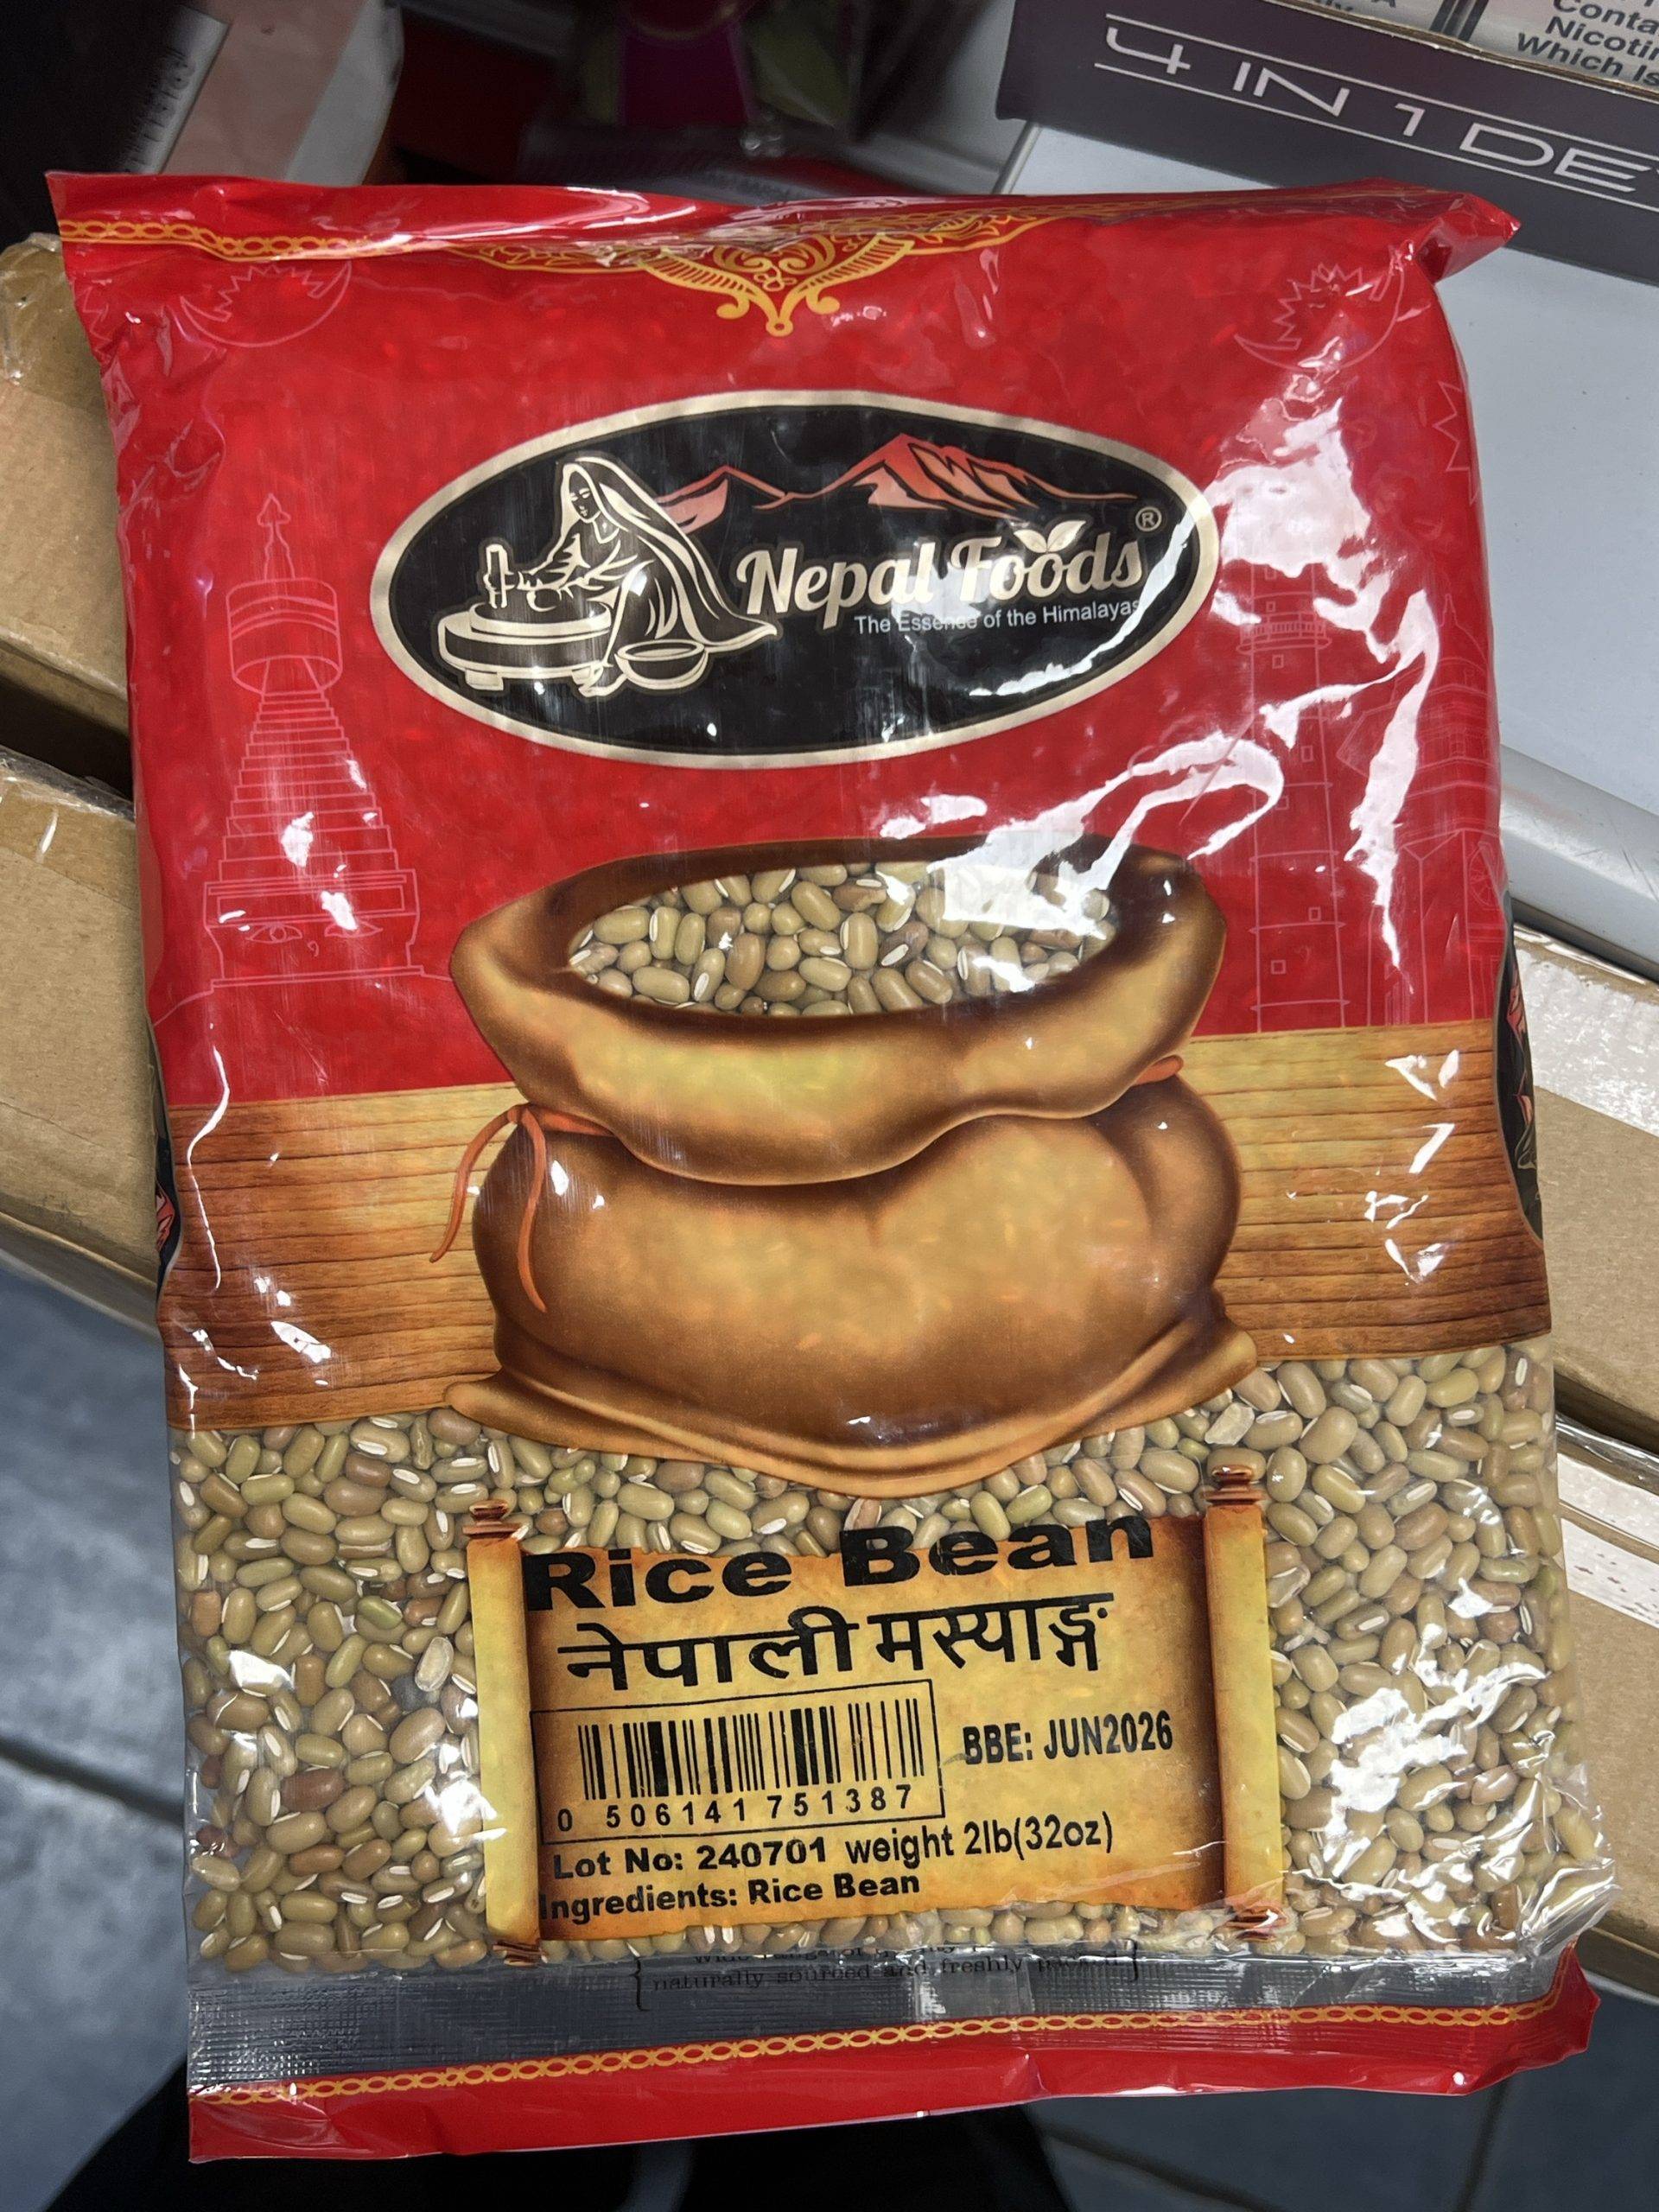 Conta
Nicotin
Which Is
4 IN 1 DE
Nepal Foods®
The Essence of the Himalayas
Rice Bean
नेपाली मस्याङ्ग
BBE: JUN2026
0 506141 751387
Lot No: 240701 weight 2lb(32oz)
Ingredients: Rice Bean
naturally sourced and freshly packed